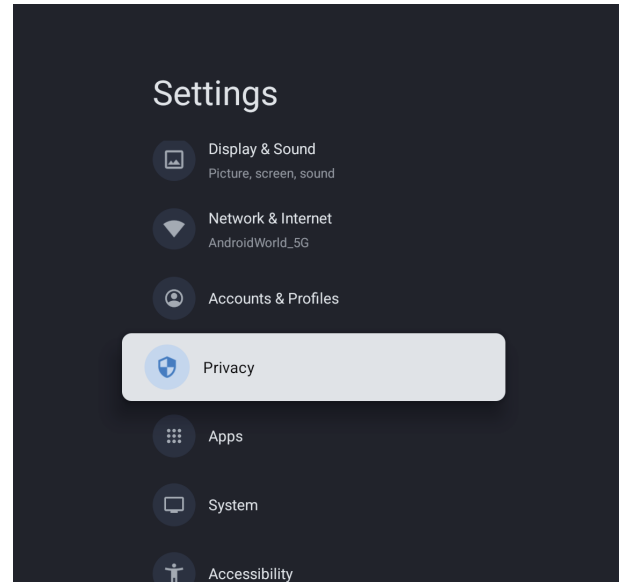 Settings
Display & Sound
Picture, screen, sound
Network & Internet
AndroidWorld_5G
Accounts & Profiles
Privacy
Apps
System
Accessibility